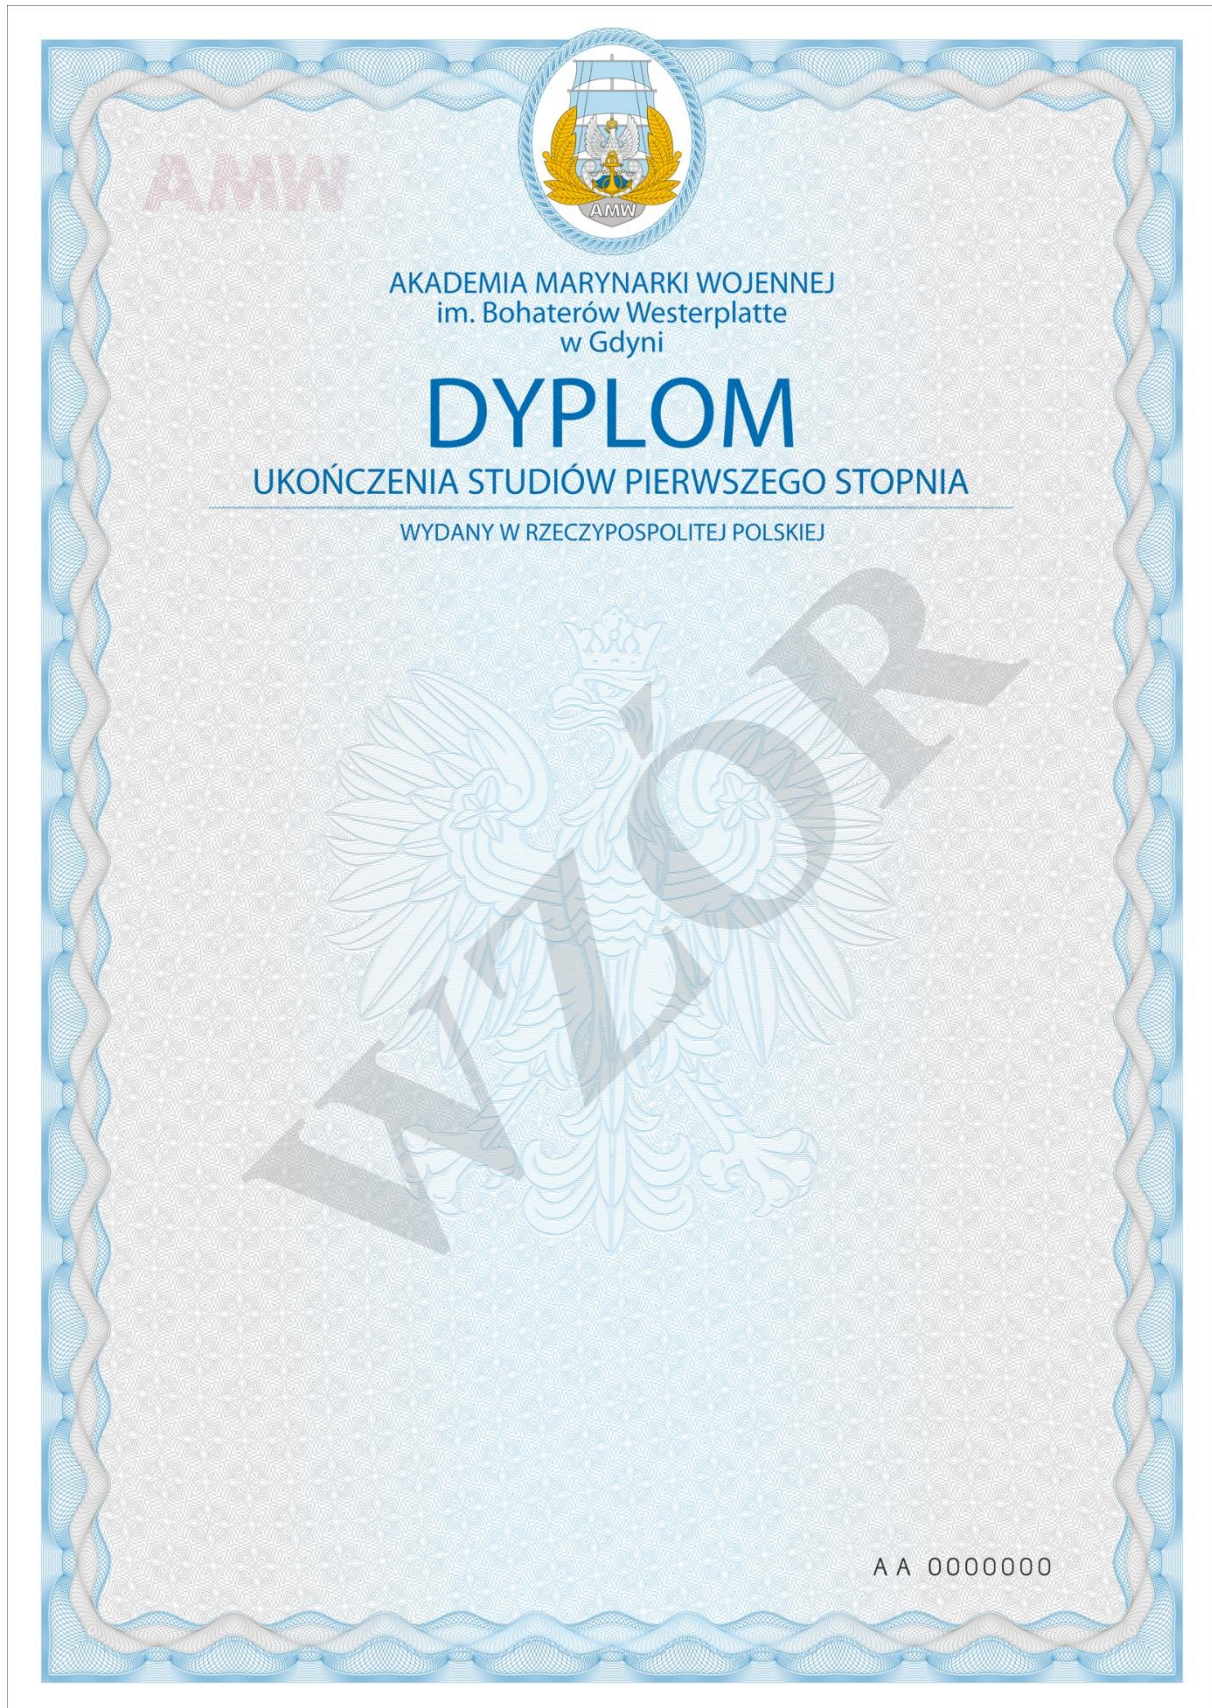 AMW
AMW
AKADEMIA MARYNARKI WOJENNEJ
im. Bohaterów Westerplatte
w Gdyni
DYPLOM
UKOŃCZENIA STUDIÓW PIERWSZEGO STOPNIA
WYDANY W RZECZYPOSPOLITEJ POLSKIEJ
WZÓR
AA 0000000